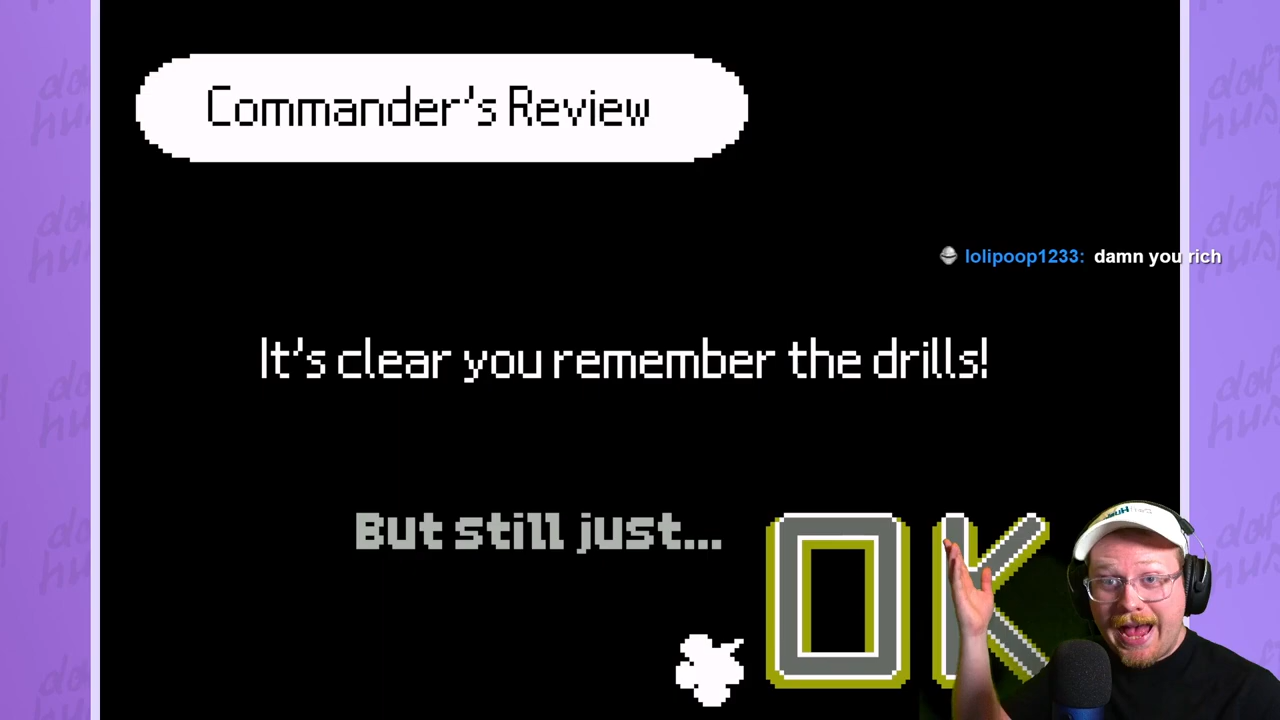 Commander's Review
lolipoop1233: damn you rich
It's clear you remember the drills!
But still just...
OK